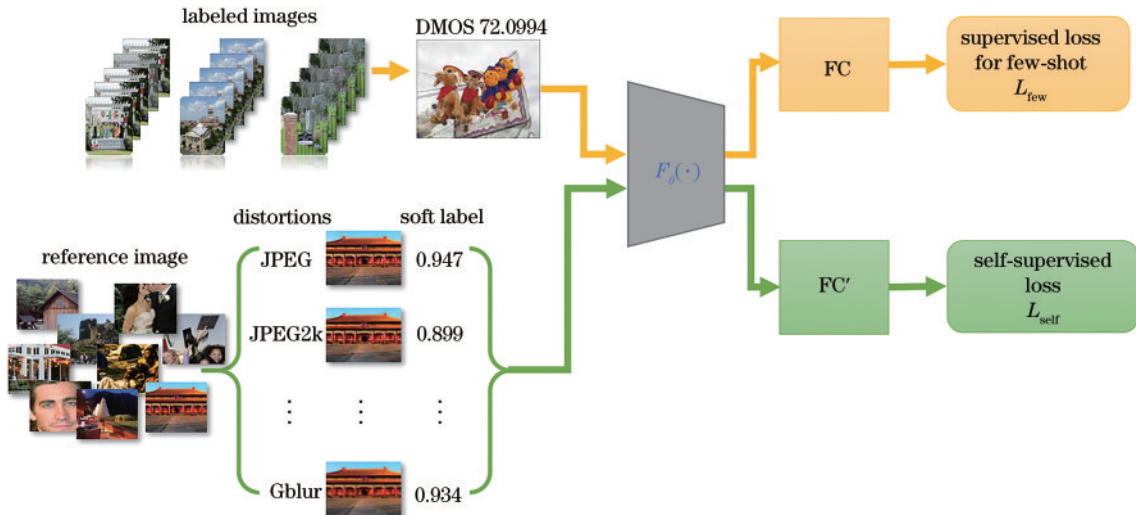 labeled images
DMOS 72.0994
FC
supervised loss
for few-shot
L_few
F_θ(·)
distortions
soft label
reference image
JPEG
0.947
JPEG2k
0.899
⋮ ⋮ ⋮
Gblur
0.934
FC′
self-supervised
loss
L_self